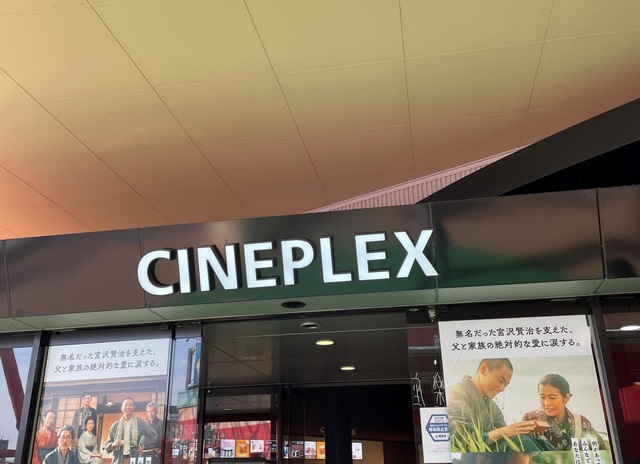 CINEPLEX
無名だった宮沢賢治を支えた、
父と家族の絶対的な愛に涙する。
無名だった宮沢賢治を支えた、
父と家族の絶対的な愛に涙する。